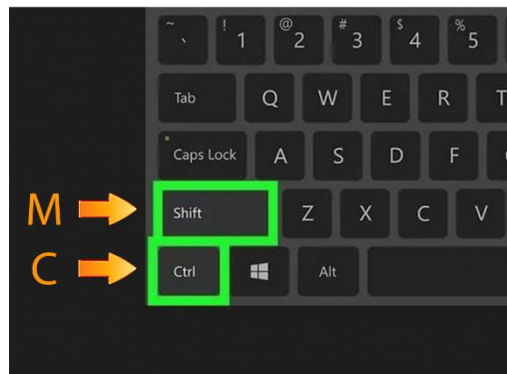 ~ ` ! 1 @ 2 # 3 $ 4 % 5
Tab Q W E R T
Caps Lock A S D F
M Shift Z X C V
C Ctrl Alt